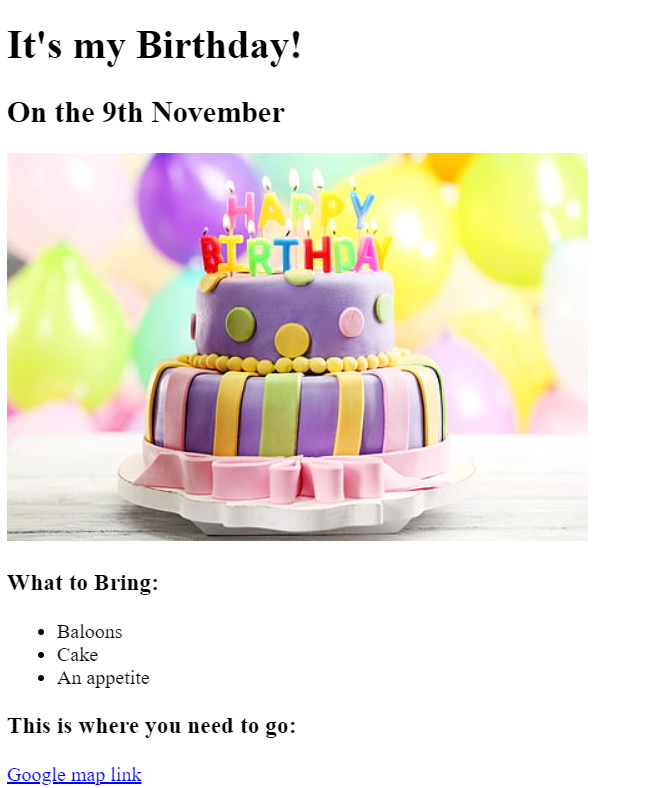 It's my Birthday!
On the 9th November
HAPPY
BIRTHDAY
What to Bring:
Baloons
Cake
An appetite
This is where you need to go:
Google map link